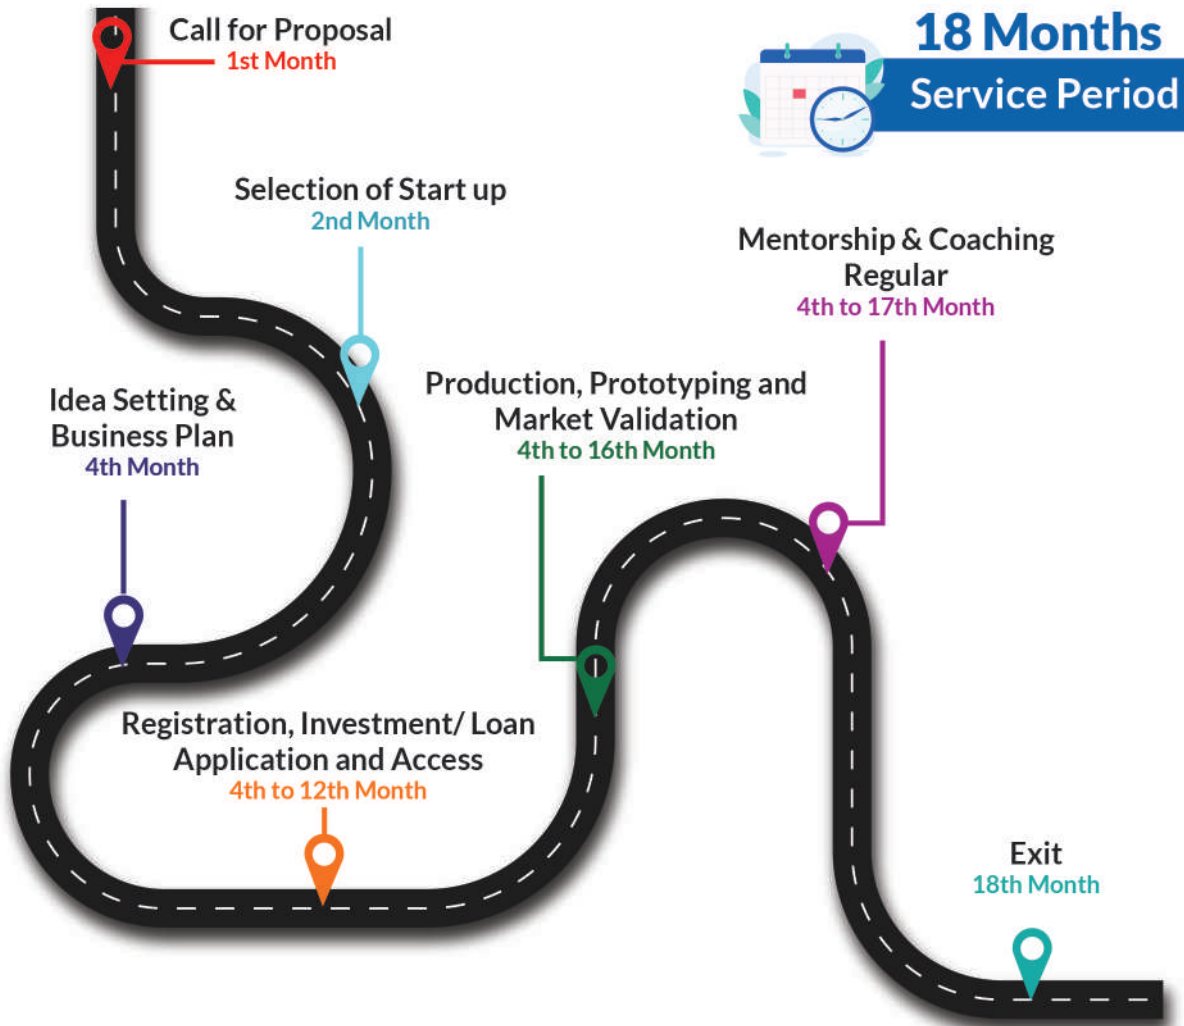 Call for Proposal
1st Month
18 Months
Service Period
Selection of Start up
2nd Month
Mentorship & Coaching
Regular
4th to 17th Month
Idea Setting &
Business Plan
4th Month
Production, Prototyping and
Market Validation
4th to 16th Month
Registration, Investment/ Loan
Application and Access
4th to 12th Month
Exit
18th Month